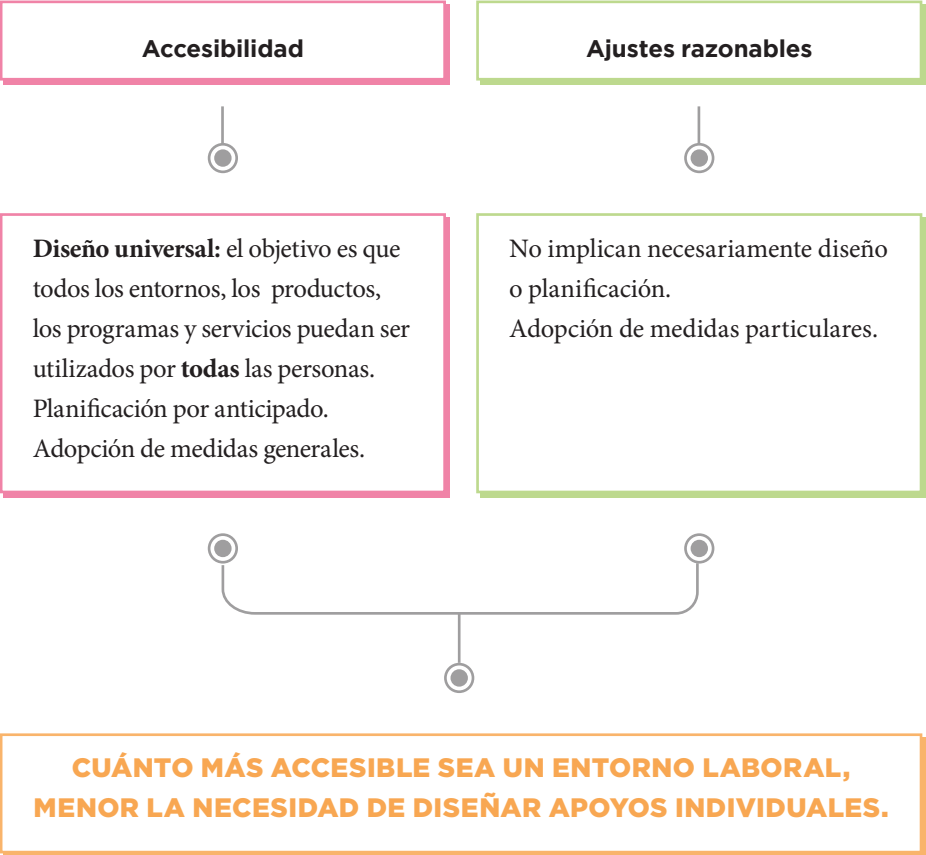 Accesibilidad
Diseño universal: el objetivo es que
todos los entornos, los productos,
los programas y servicios puedan ser
utilizados por todas las personas.
Planificación por anticipado.
Adopción de medidas generales.
Ajustes razonables
No implican necesariamente diseño
o planificación.
Adopción de medidas particulares.
CUÁNTO MÁS ACCESIBLE SEA UN ENTORNO LABORAL,
MENOR LA NECESIDAD DE DISEÑAR APOYOS INDIVIDUALES.